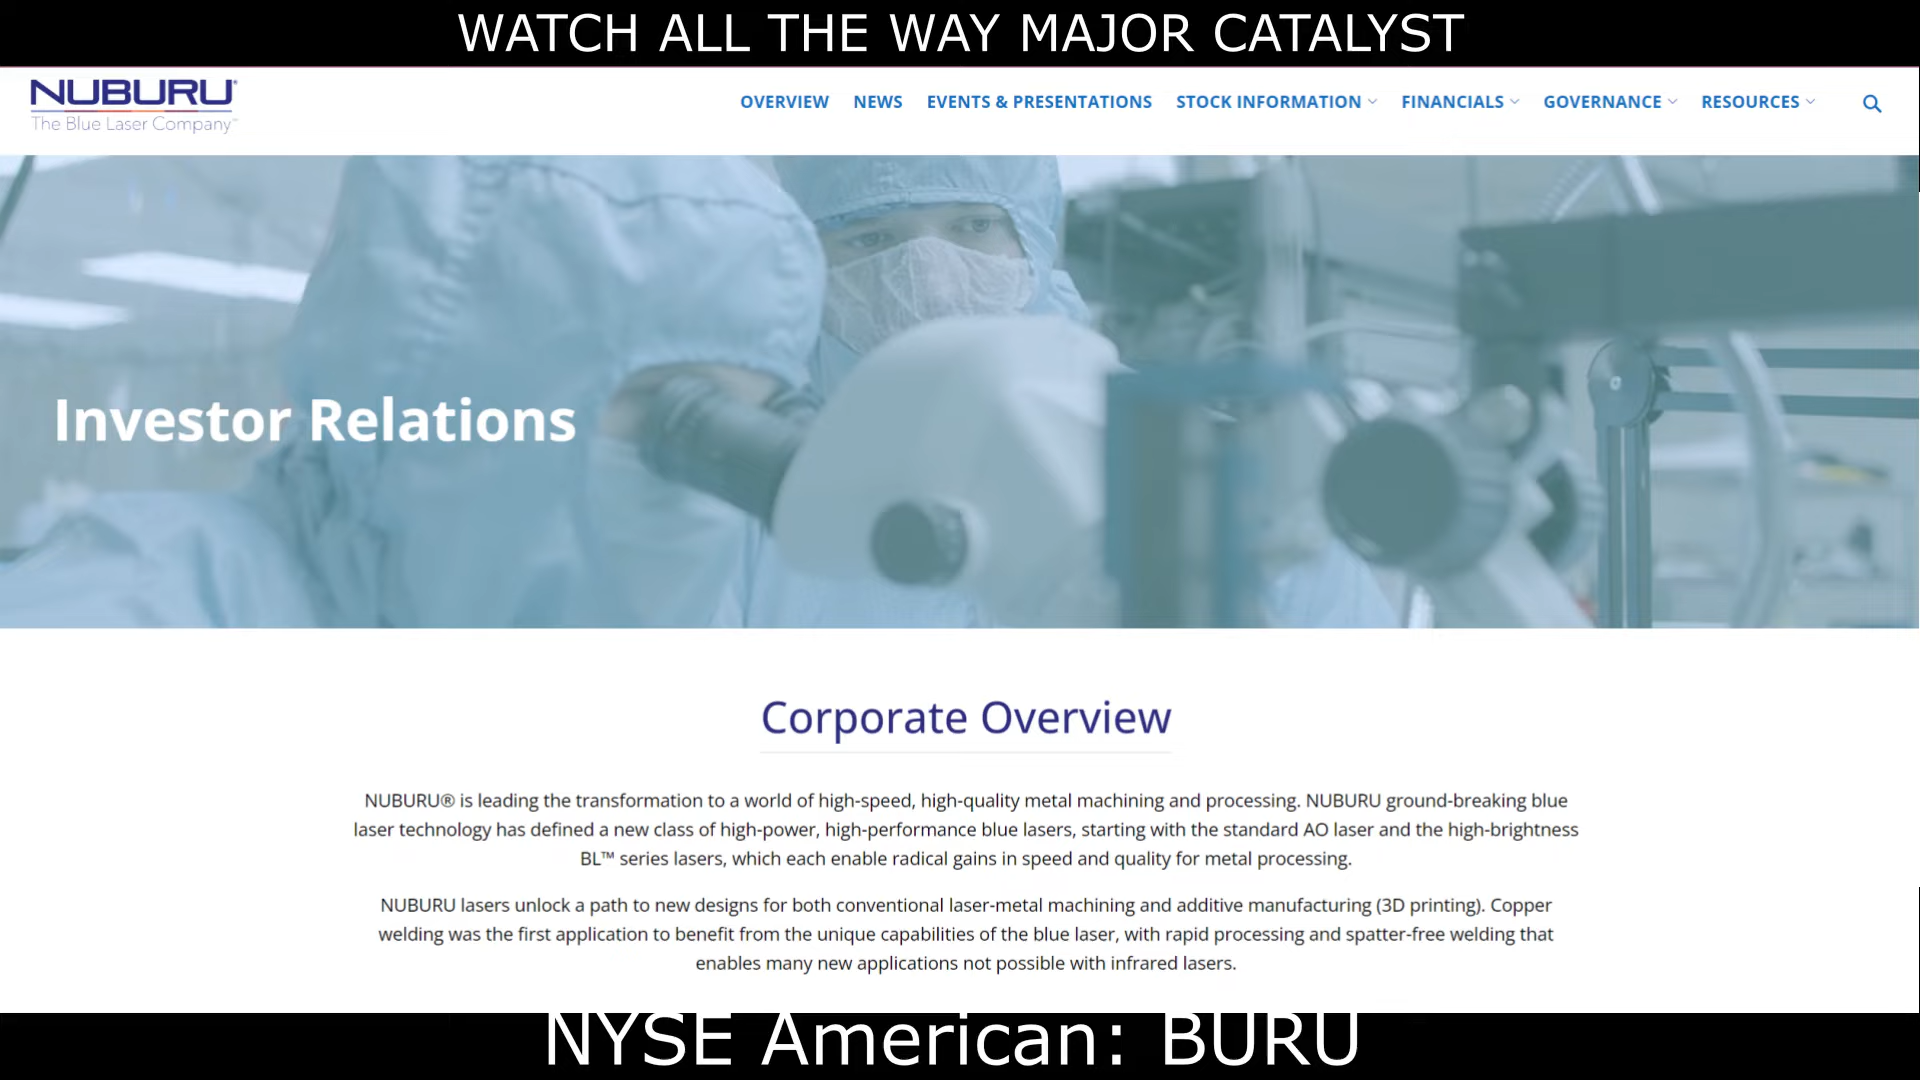 WATCH ALL THE WAY MAJOR CATALYST
NUBURU®
The Blue Laser Company™
OVERVIEW NEWS EVENTS & PRESENTATIONS STOCK INFORMATION FINANCIALS GOVERNANCE RESOURCES
Investor Relations
Corporate Overview
NUBURU® is leading the transformation to a world of high-speed, high-quality metal machining and processing. NUBURU ground-breaking blue
laser technology has defined a new class of high-power, high-performance blue lasers, starting with the standard AO laser and the high-brightness
BL™ series lasers, which each enable radical gains in speed and quality for metal processing.
NUBURU lasers unlock a path to new designs for both conventional laser-metal machining and additive manufacturing (3D printing). Copper
welding was the first application to benefit from the unique capabilities of the blue laser, with rapid processing and spatter-free welding that
enables many new applications not possible with infrared lasers.
NYSE American: BURU